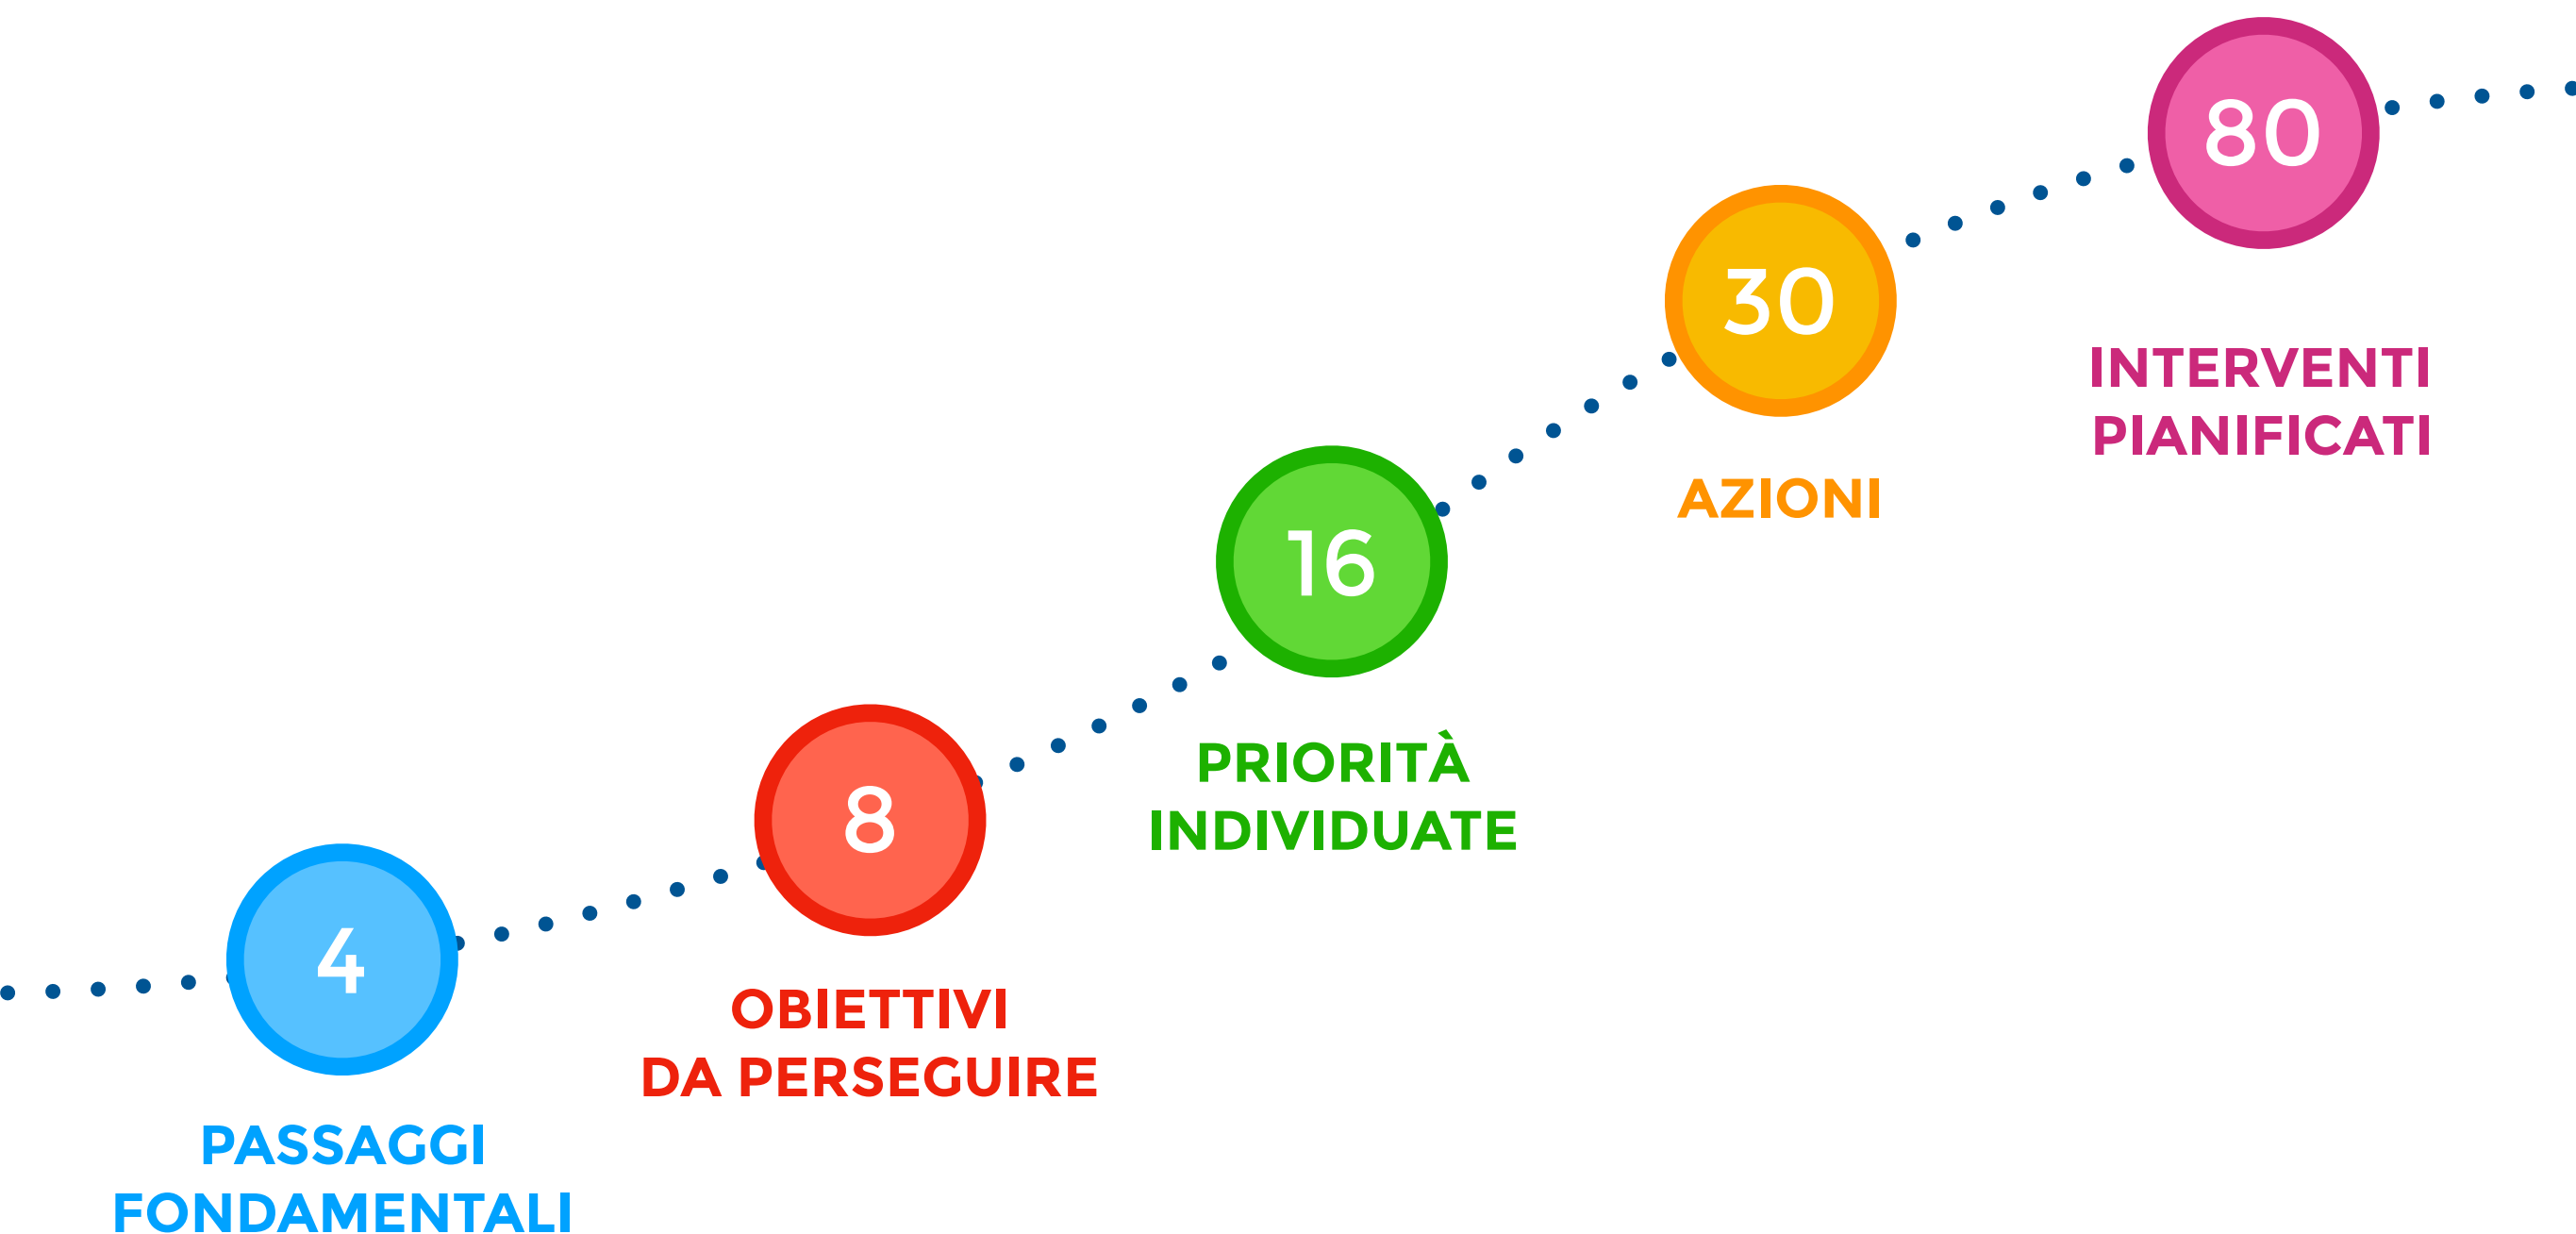 4
PASSAGGI
FONDAMENTALI
8
OBIETTIVI
DA PERSEGUIRE
16
PRIORITÀ
INDIVIDUATE
30
AZIONI
80
INTERVENTI
PIANIFICATI